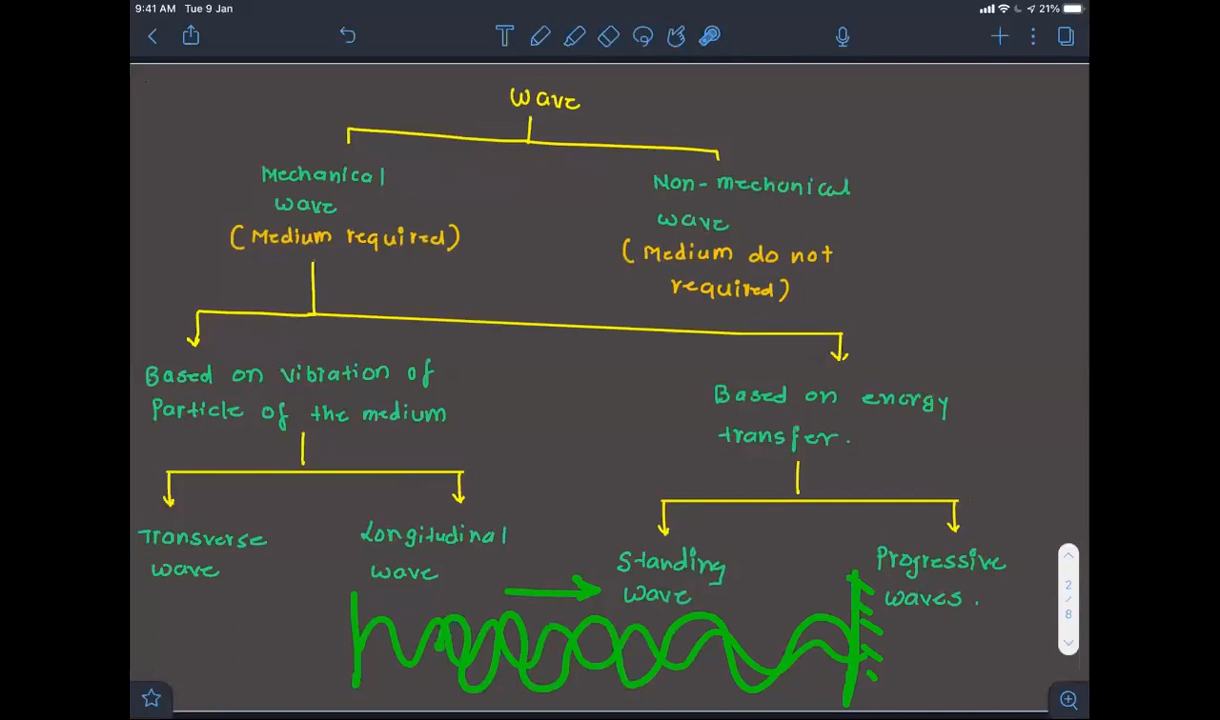 9:41 AM Tue 9 Jan
21%
T
Wave
Mechanical
wave
(Medium required)
Non-mechanical
wave
(Medium do not
required)
Based on vibration of
Particle of the medium
Based on energy
transfer.
Transverse
wave
Longitudinal
wave
Standing
wave
Progressive
waves.
2
/
8